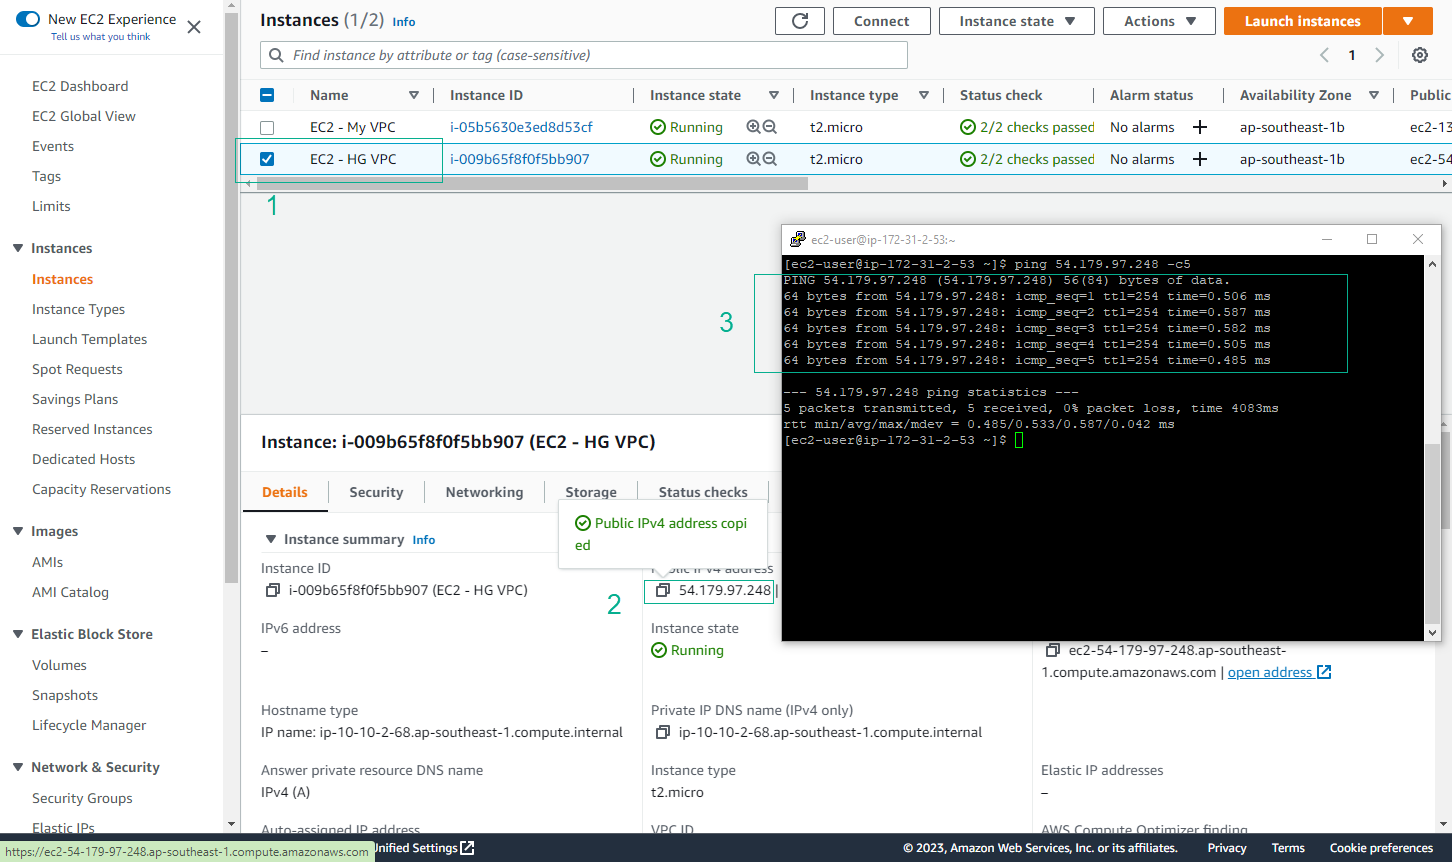 New EC2 Experience
Tell us what you think
EC2 Dashboard
EC2 Global View
Events
Tags
Limits
Instances
Instances
Instance Types
Launch Templates
Spot Requests
Savings Plans
Reserved Instances
Dedicated Hosts
Capacity Reservations
Images
AMIs
AMI Catalog
Elastic Block Store
Volumes
Snapshots
Lifecycle Manager
Network & Security
Security Groups
Elastic IPs
Instances (1/2) Info
Connect
Instance state
Actions
Launch instances
Find instance by attribute or tag (case-sensitive)
1
Name Instance ID Instance state Instance type Status check Alarm status Availability Zone Public
EC2 - My VPC i-05b5630e3ed8d53cf Running t2.micro 2/2 checks passed No alarms + ap-southeast-1b ec2-13
EC2 - HG VPC i-009b65f8f0f5bb907 Running t2.micro 2/2 checks passed No alarms + ap-southeast-1b ec2-54
1
ec2-user@ip-172-31-2-53:~
[ec2-user@ip-172-31-2-53 ~]$ ping 54.179.97.248 -c5
PING 54.179.97.248 (54.179.97.248) 56(84) bytes of data.
64 bytes from 54.179.97.248: icmp_seq=1 ttl=254 time=0.506 ms
64 bytes from 54.179.97.248: icmp_seq=2 ttl=254 time=0.587 ms
64 bytes from 54.179.97.248: icmp_seq=3 ttl=254 time=0.582 ms
64 bytes from 54.179.97.248: icmp_seq=4 ttl=254 time=0.505 ms
64 bytes from 54.179.97.248: icmp_seq=5 ttl=254 time=0.485 ms
3
--- 54.179.97.248 ping statistics ---
5 packets transmitted, 5 received, 0% packet loss, time 4083ms
rtt min/avg/max/mdev = 0.485/0.533/0.587/0.042 ms
[ec2-user@ip-172-31-2-53 ~]$
Instance: i-009b65f8f0f5bb907 (EC2 - HG VPC)
Details Security Networking Storage Status checks
Public IPv4 address copi
ed
Instance summary Info
Instance ID
i-009b65f8f0f5bb907 (EC2 - HG VPC)
Public IPv4 address
54.179.97.248 |
2
IPv6 address
–
Instance state
Running
ec2-54-179-97-248.ap-southeast-
1.compute.amazonaws.com | open address
Hostname type
IP name: ip-10-10-2-68.ap-southeast-1.compute.internal
Private IP DNS name (IPv4 only)
ip-10-10-2-68.ap-southeast-1.compute.internal
Answer private resource DNS name
IPv4 (A)
Instance type
t2.micro
Elastic IP addresses
–
Auto-assigned IP address
VPC ID
AWS Compute Optimizer finding
https://ec2-54-179-97-248.ap-southeast-1.compute.amazonaws.com
nified Settings
© 2023, Amazon Web Services, Inc. or its affiliates.
Privacy
Terms
Cookie preferences